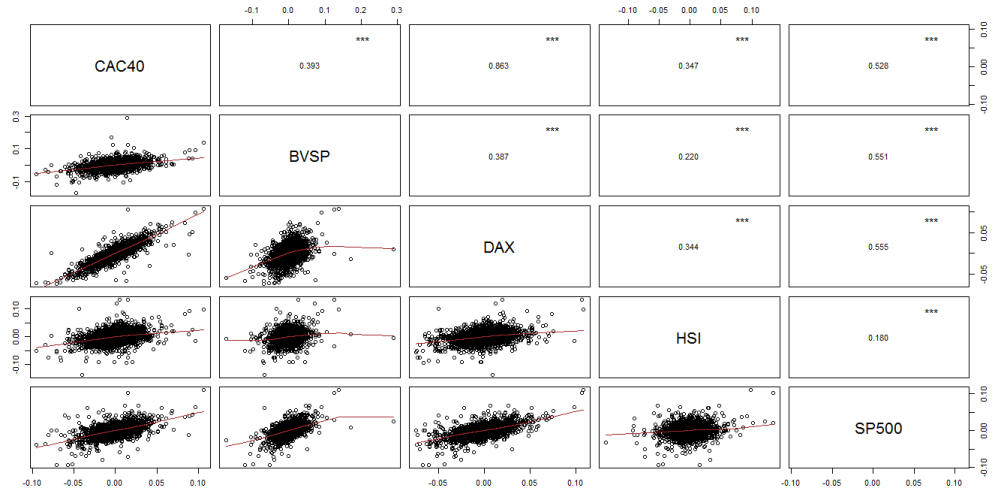 -0.1 0.0 0.1 0.2 0.3 -0.10 0.00 0.05 0.10
CAC40 *** *** *** ***
0.393 0.863 0.347 0.528
-0.10 0.00 0.10
-0.1 0.1 0.3
BVSP *** *** ***
0.387 0.220 0.551
DAX *** ***
0.344 0.555
-0.05 0.05
-0.10 0.00 0.10
HSI ***
0.180
SP500
-0.10 0.00 0.10
-0.10 -0.05 0.00 0.05 0.10 -0.05 0.00 0.05 0.10 -0.10 -0.05 0.00 0.05 0.10